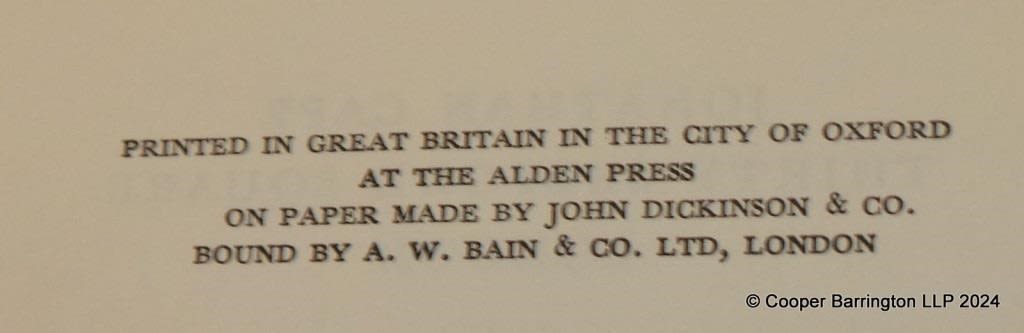 PRINTED IN GREAT BRITAIN IN THE CITY OF OXFORD
AT THE ALDEN PRESS
ON PAPER MADE BY JOHN DICKINSON & CO.
BOUND BY A. W. BAIN & CO. LTD, LONDON
© Cooper Barrington LLP 2024